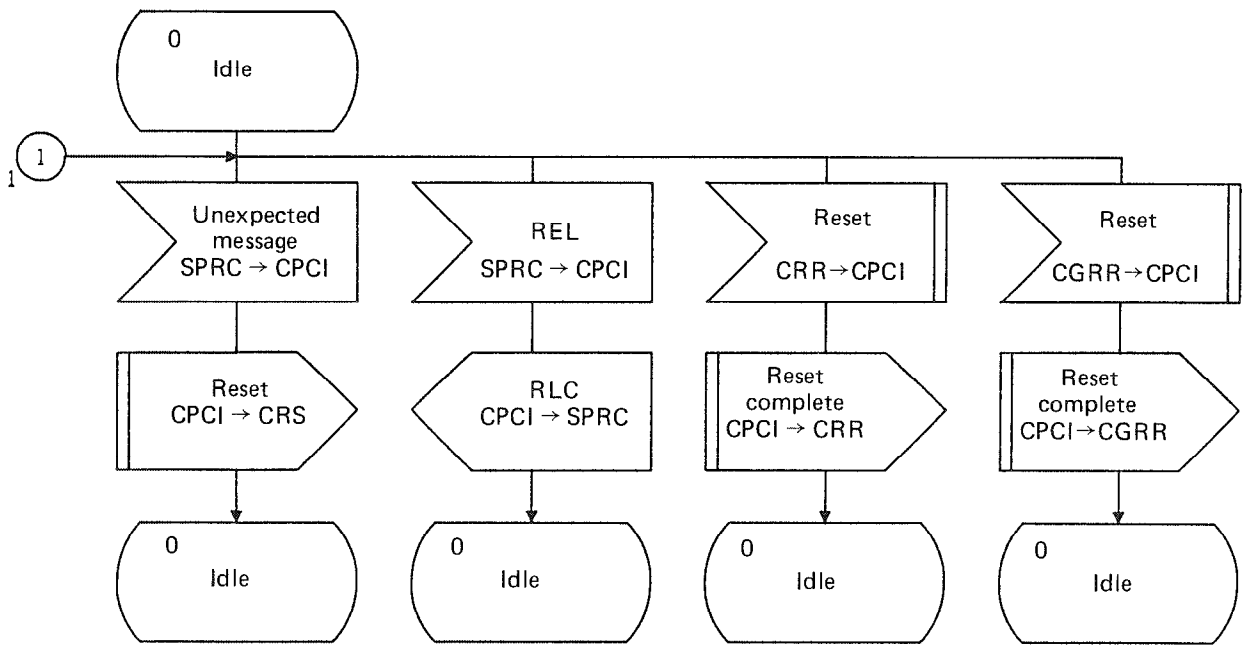 0
Idle
1
1
Unexpected
message
SPRC → CPCI
REL
SPRC → CPCI
Reset
CRR → CPCI
Reset
CGRR → CPCI
Reset
CPCI → CRS
RLC
CPCI → SPRC
Reset
complete
CPCI → CRR
Reset
complete
CPCI → CGRR
0
Idle
0
Idle
0
Idle
0
Idle